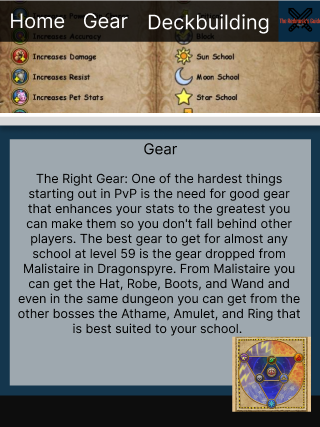 Home Gear Deckbuilding
Increases Accuracy Block
Increases Damage Sun School
Increases Resist Moon School
Increases Pet Stats Star School
Gear
The Right Gear: One of the hardest things
starting out in PvP is the need for good gear
that enhances your stats to the greatest you
can make them so you don't fall behind other
players. The best gear to get for almost any
school at level 59 is the gear dropped from
Malistaire in Dragonspyre. From Malistaire you
can get the Hat, Robe, Boots, and Wand and
even in the same dungeon you can get from the
other bosses the Athame, Amulet, and Ring that
is best suited to your school.